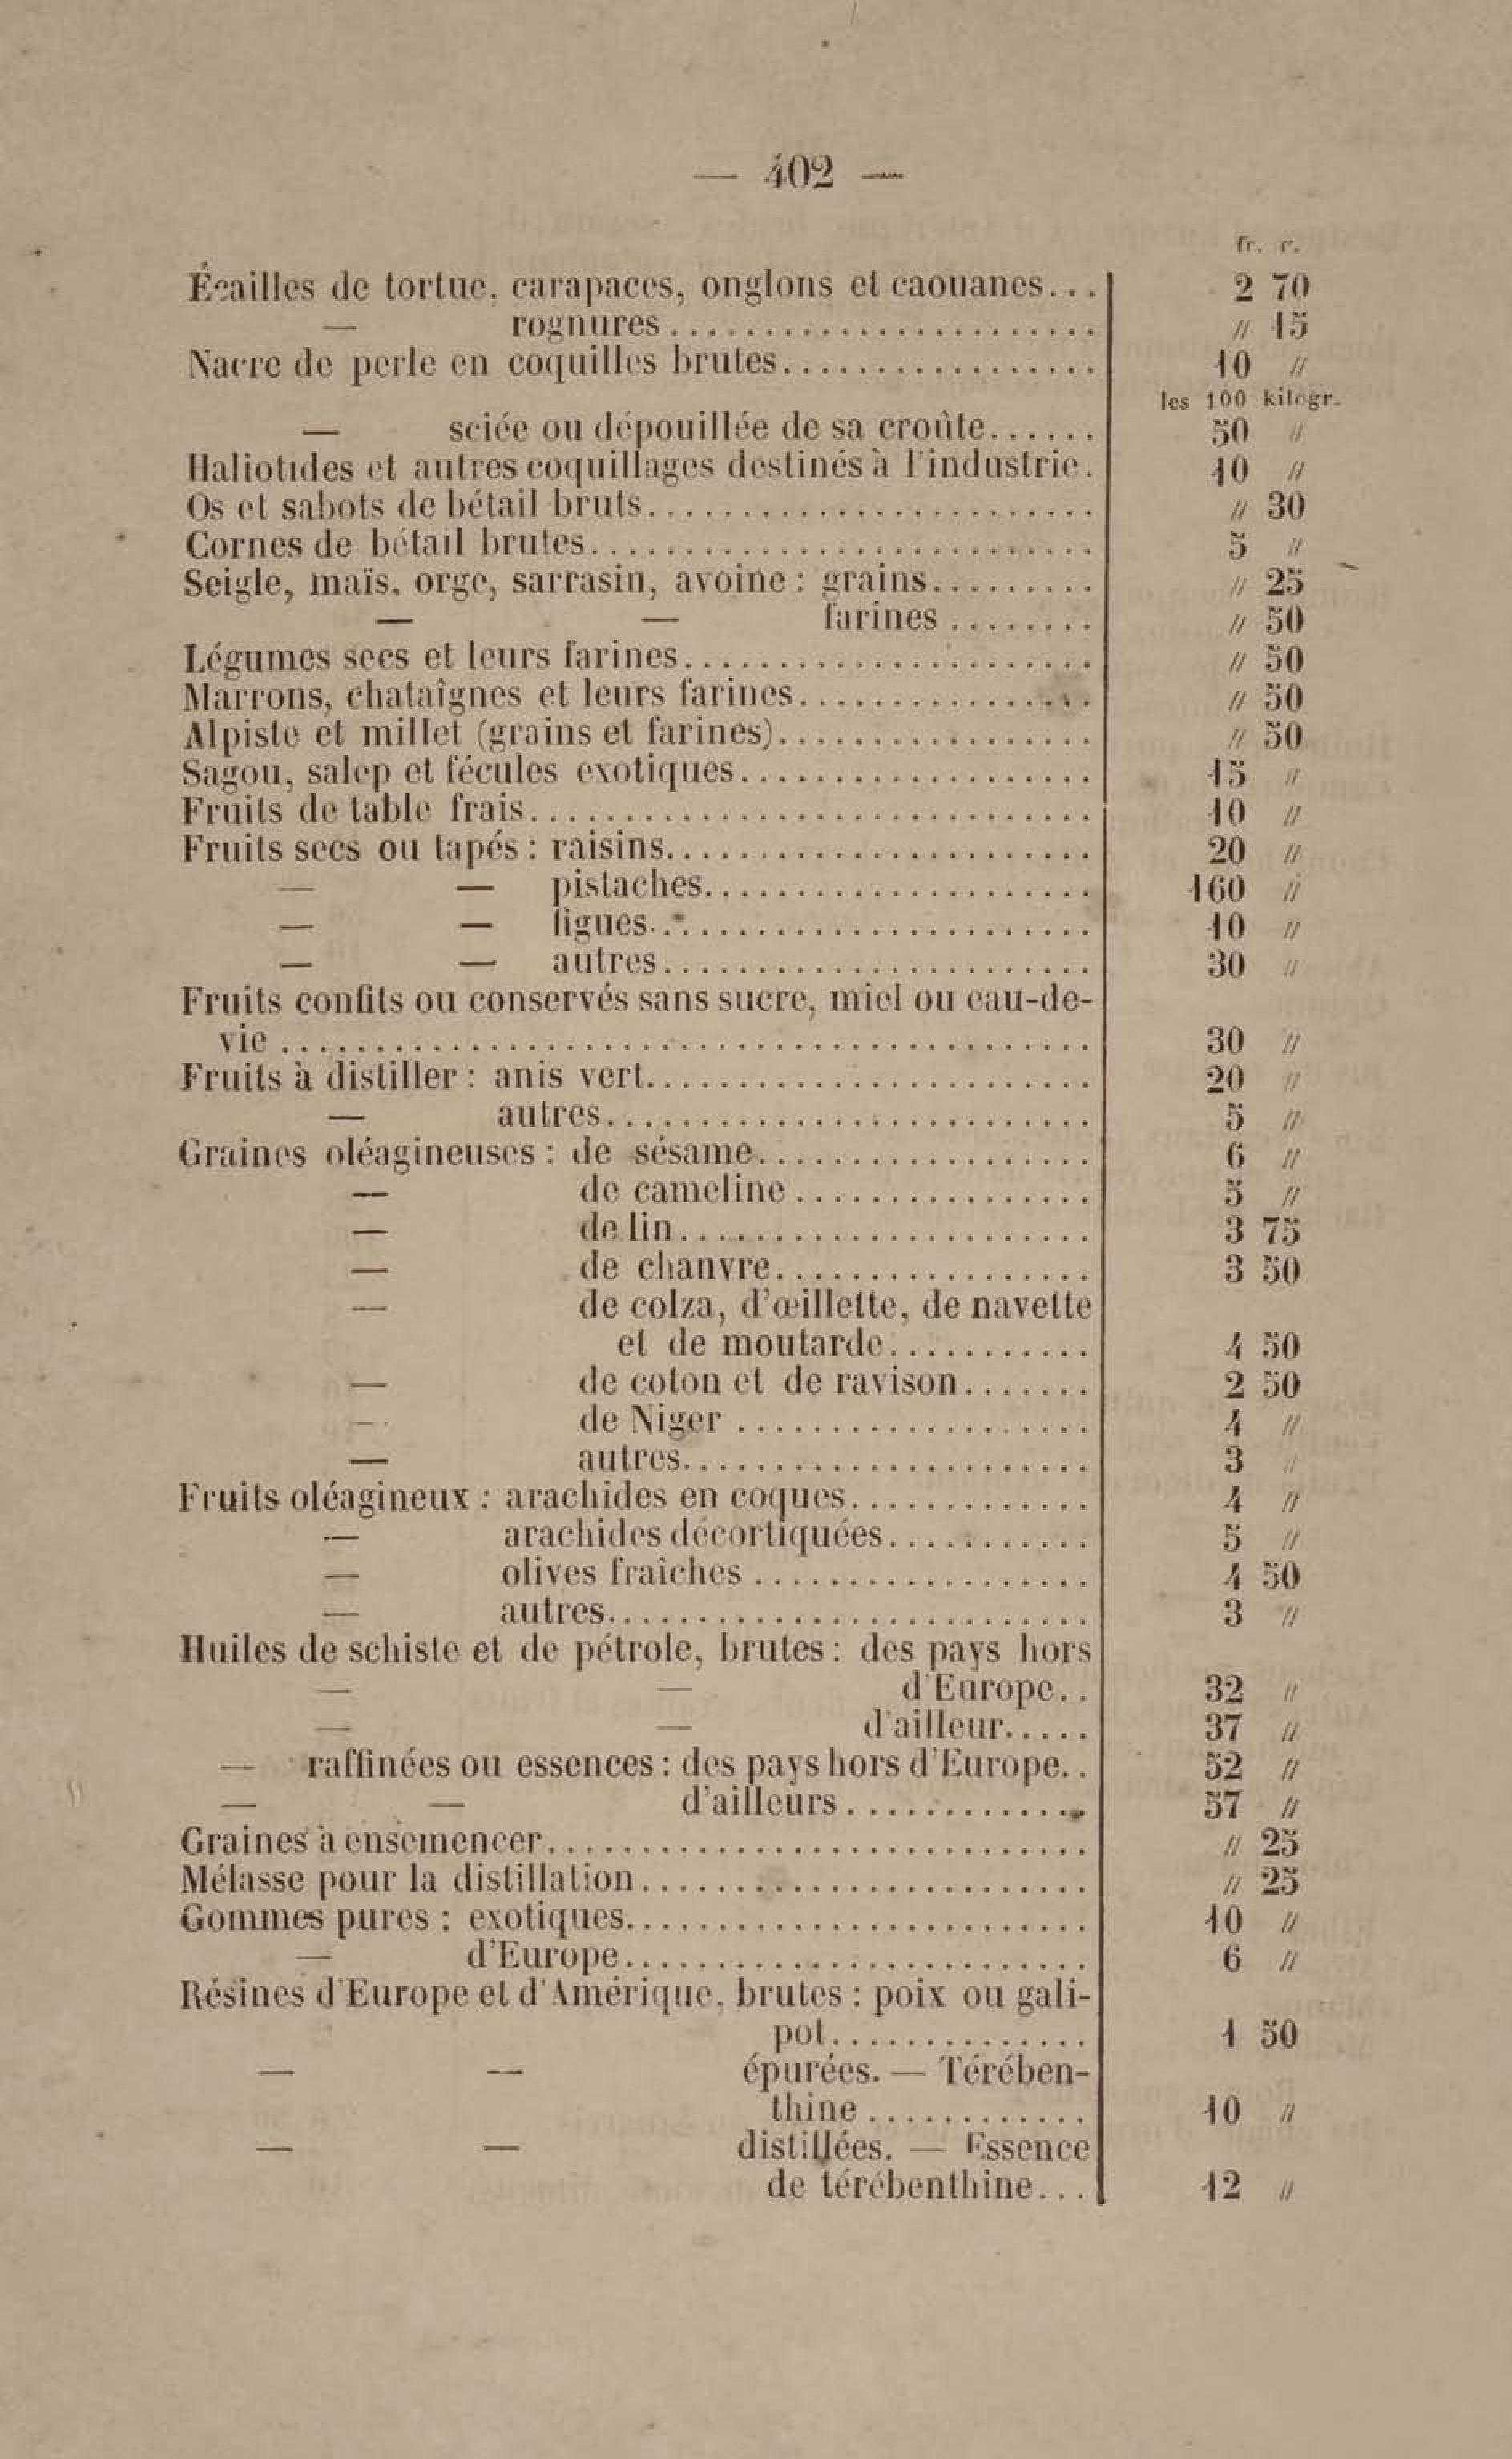 — 402 —
fr. c.
Écailles de tortue, carapaces, onglons et caouanes... 2 70
— rognures ...................... " 15
Nacre de perle en coquilles brutes................. 10 "
les 100 kilogr.
— sciée ou dépouillée de sa croûte...... 50 "
Haliotides et autres coquillages destinés à l'industrie. 10 "
Os et sabots de bétail bruts....................... " 30
Cornes de bétail brutes........................... 5 "
Seigle, maïs, orge, sarrasin, avoine : grains......... " 25
— — farines ........ " 50
Légumes secs et leurs farines..................... " 50
Marrons, chataîgnes et leurs farines............... " 50
Alpiste et millet (grains et farines)................. " 50
Sagou, salep et fécules exotiques................... 15 "
Fruits de table frais.............................. 10 "
Fruits secs ou tapés : raisins....................... 20 "
— — pistaches..................... 160 "
— — figues........................ 10 "
— — autres....................... 30 "
Fruits confits ou conservés sans sucre, miel ou eau-de-
vie ........................................... 30 "
Fruits à distiller : anis vert........................ 20 "
— autres.......................... 5 "
Graines oléagineuses : de sésame.................. 6 "
— de cameline ................ 5 "
— de lin...................... 3 75
— de chanvre................. 3 50
— de colza, d'œillette, de navette
et de moutarde........... 4 50
— de coton et de ravison....... 2 50
— de Niger ................... 4 "
— autres...................... 3 "
Fruits oléagineux : arachides en coques............. 4 "
— arachides décortiquées........... 5 "
— olives fraîches .................. 4 50
— autres.......................... 3 "
Huiles de schiste et de pétrole, brutes : des pays hors
— — d'Europe.. 32 "
— — d'ailleur..... 37 "
— raffinées ou essences : des pays hors d'Europe.. 52 "
— — d'ailleurs ............. 57 "
Graines à ensemencer............................. " 25
Mélasse pour la distillation........................ " 25
Gommes pures : exotiques......................... 10 "
— d'Europe......................... 6 "
Résines d'Europe et d'Amérique, brutes : poix ou gali-
pot.............. 1 50
— — épurées. — Térében-
thine ............ 10 "
— — distillées. — Essence
de térébenthine... 12 "